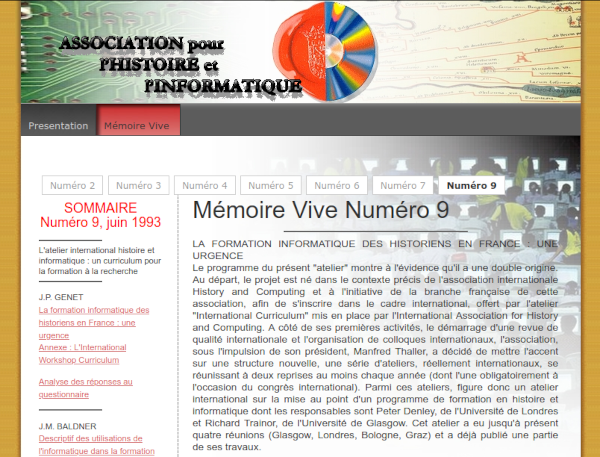 ASSOCIATION pour
l'HISTOIRE et
l'INFORMATIQUE
Presentation
Mémoire Vive
Numéro 2
Numéro 3
Numéro 4
Numéro 5
Numéro 6
Numéro 7
Numéro 9
SOMMAIRE
Numéro 9, juin 1993
L'atelier international histoire et
informatique : un curriculum pour
la formation à la recherche
J.P. GENET
La formation informatique des
historiens en France : une
urgence
Annexe : L'International
Workshop Curriculum
Analyse des réponses au
questionnaire
J.M. BALDNER
Descriptif des utilisations de
l'informatique dans la formation
Mémoire Vive Numéro 9
LA FORMATION INFORMATIQUE DES HISTORIENS EN FRANCE : UNE
URGENCE
Le programme du présent "atelier" montre à l'évidence qu'il a une double origine.
Au départ, le projet est né dans le contexte précis de l'association internationale
History and Computing et à l'initiative de la branche française de cette
association, afin de s'inscrire dans le cadre international, offert par l'atelier
"International Curriculum" mis en place par l'International Association for History
and Computing. A côté de ses premières activités, le démarrage d'une revue de
qualité internationale et l'organisation de colloques internationaux, l'association,
sous l'impulsion de son président, Manfred Thaller, a décidé de mettre l'accent
sur une structure nouvelle, une série d'ateliers, réellement internationaux, se
réunissant à deux reprises au moins chaque année (dont l'une obligatoirement à
l'occasion du congrès international). Parmi ces ateliers, figure donc un atelier
international sur la mise au point d'un programme de formation en histoire et
informatique dont les responsables sont Peter Denley, de l'Université de Londres
et Richard Trainor, de l'Université de Glasgow. Cet atelier a eu jusqu'à présent
quatre réunions (Glasgow, Londres, Bologne, Graz) et a déjà publié une partie
de ses travaux.